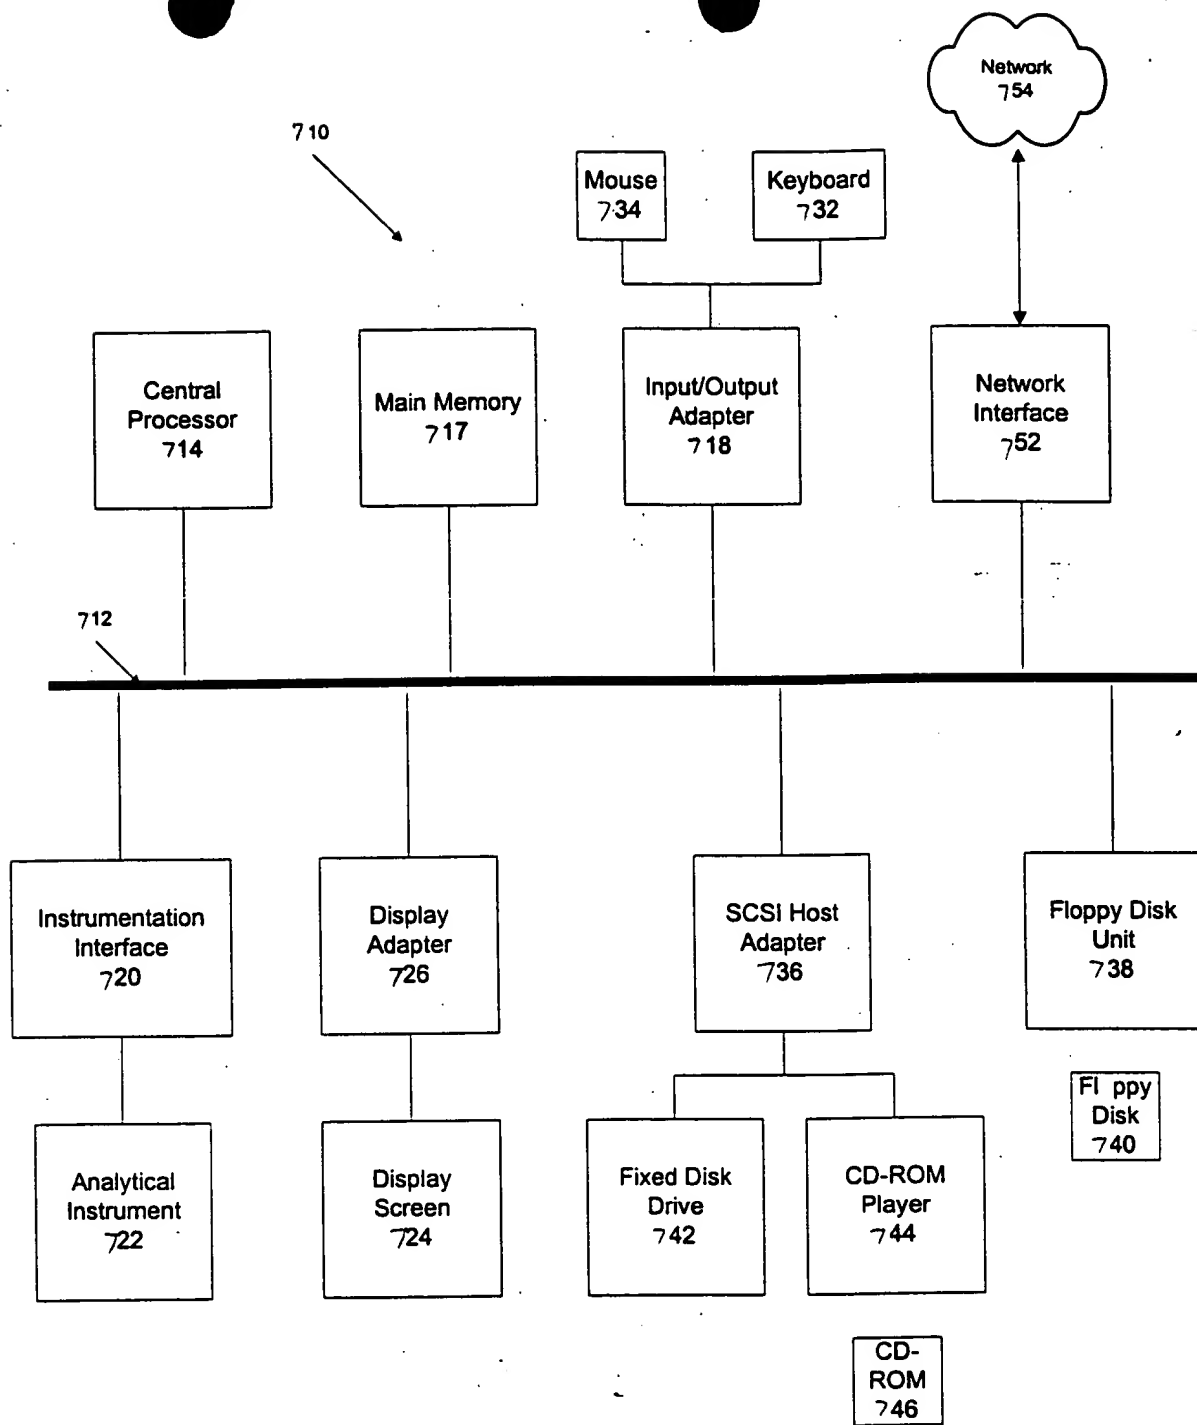 Network
754
710
Mouse
734
Keyboard
732
Central
Processor
714
Main Memory
717
Input/Output
Adapter
718
Network
Interface
752
712
Instrumentation
Interface
720
Display
Adapter
726
SCSI Host
Adapter
736
Floppy Disk
Unit
738
Fl ppy
Disk
740
Analytical
Instrument
722
Display
Screen
724
Fixed Disk
Drive
742
CD-ROM
Player
744
CD-
ROM
746